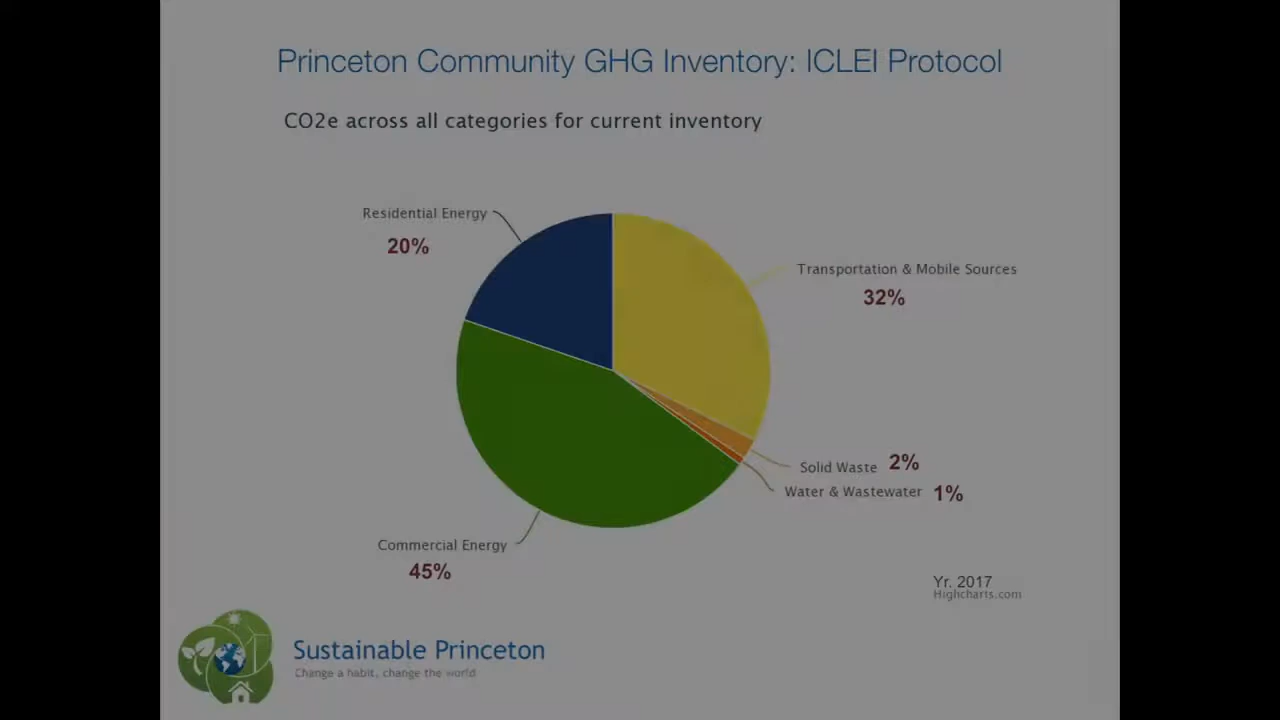 Princeton Community GHG Inventory: ICLEI Protocol
CO2e across all categories for current inventory
Residential Energy
20%
Transportation & Mobile Sources
32%
Solid Waste 2%
Water & Wastewater 1%
Commercial Energy
45%
Yr. 2017
Highcharts.com
Sustainable Princeton
Change a habit, change the world